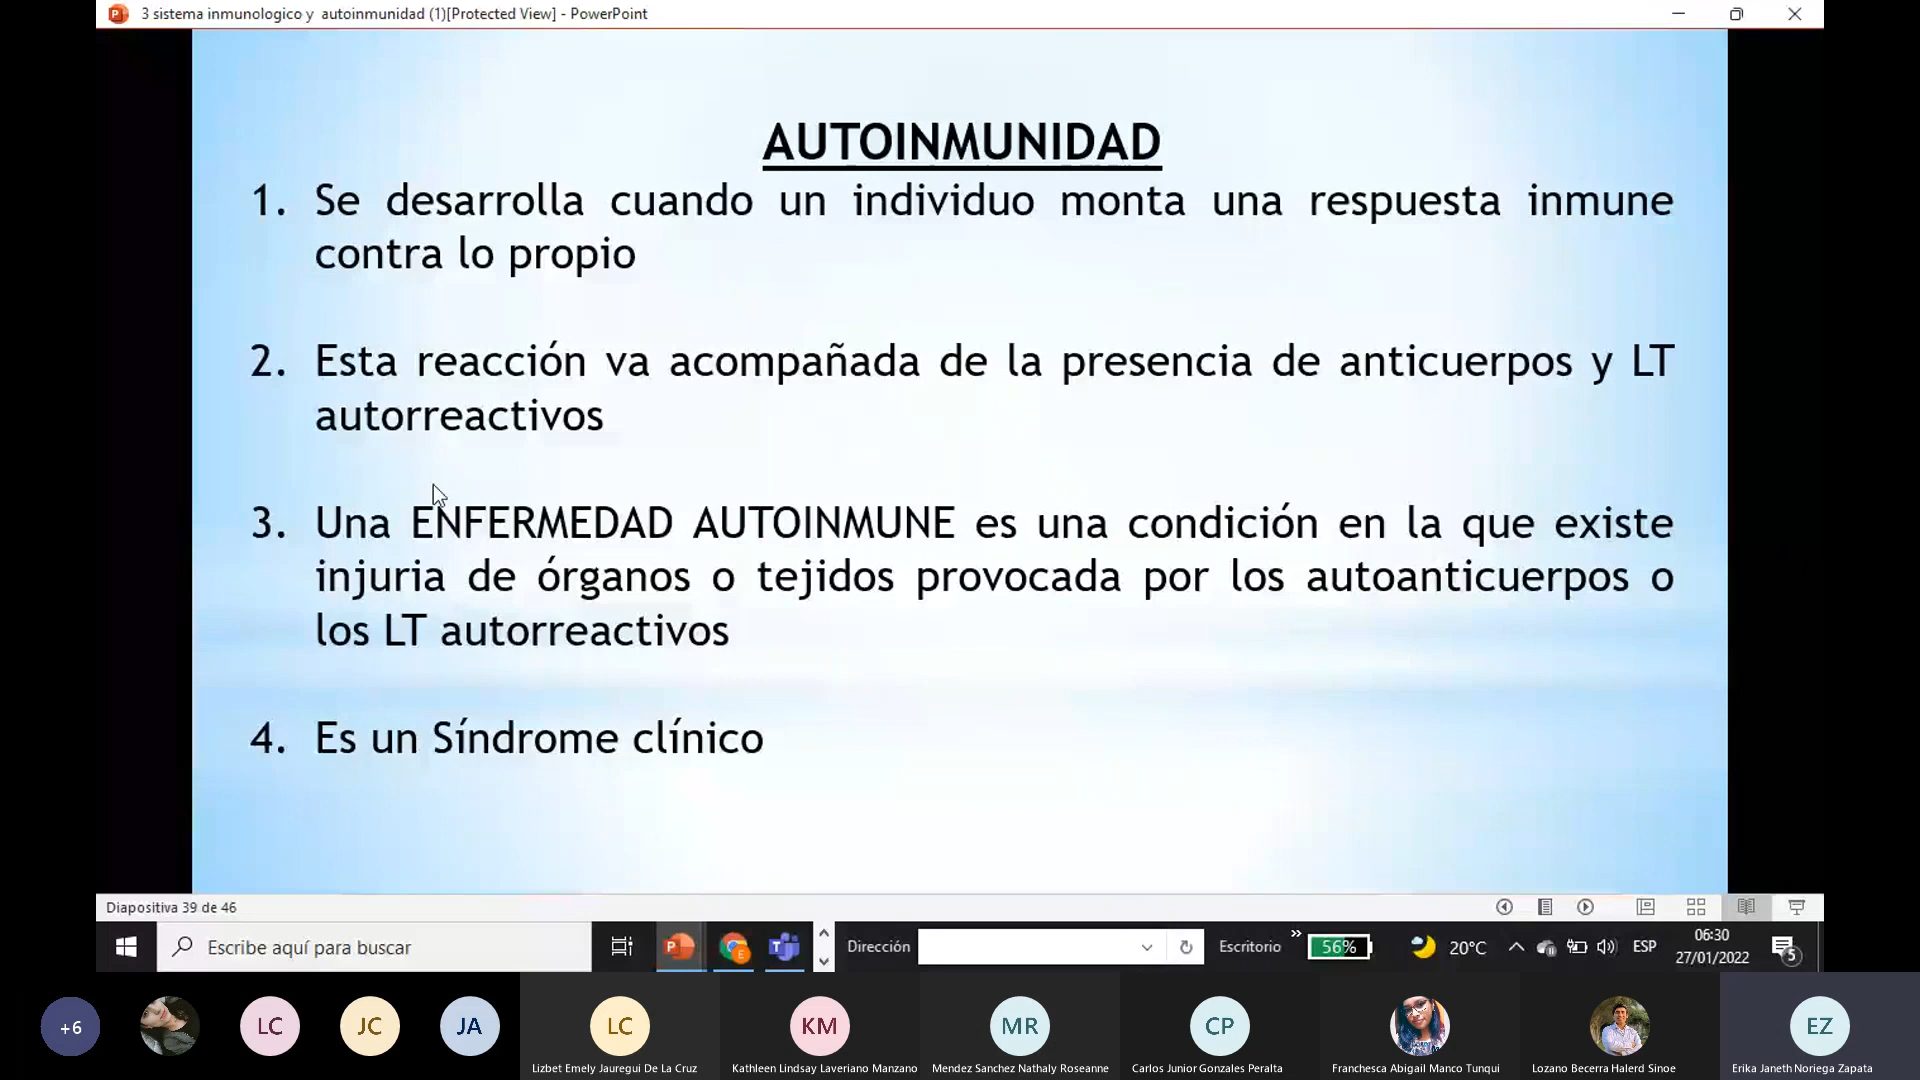 3 sistema inmunologico y  autoinmunidad (1)[Protected View] - PowerPoint
AUTOINMUNIDAD
1. Se desarrolla cuando un individuo monta una respuesta inmune
contra lo propio
2. Esta reacción va acompañada de la presencia de anticuerpos y LT
autorreactivos
3. Una ENFERMEDAD AUTOINMUNE es una condición en la que existe
injuria de órganos o tejidos provocada por los autoanticuerpos o
los LT autorreactivos
4. Es un Síndrome clínico
Diapositiva 39 de 46
Escribe aquí para buscar
Dirección
Escritorio
»
56%
20°C
ESP
06:30
27/01/2022
5
+6
LC
JC
JA
LC
KM
MR
CP
EZ
Lizbet Emely Jauregui De La Cruz
Kathleen Lindsay Laveriano Manzano
Mendez Sanchez Nathaly Roseanne
Carlos Junior Gonzales Peralta
Franchesca Abigail Manco Tunqui
Lozano Becerra Halerd Sinoe
Erika Janeth Noriega Zapata